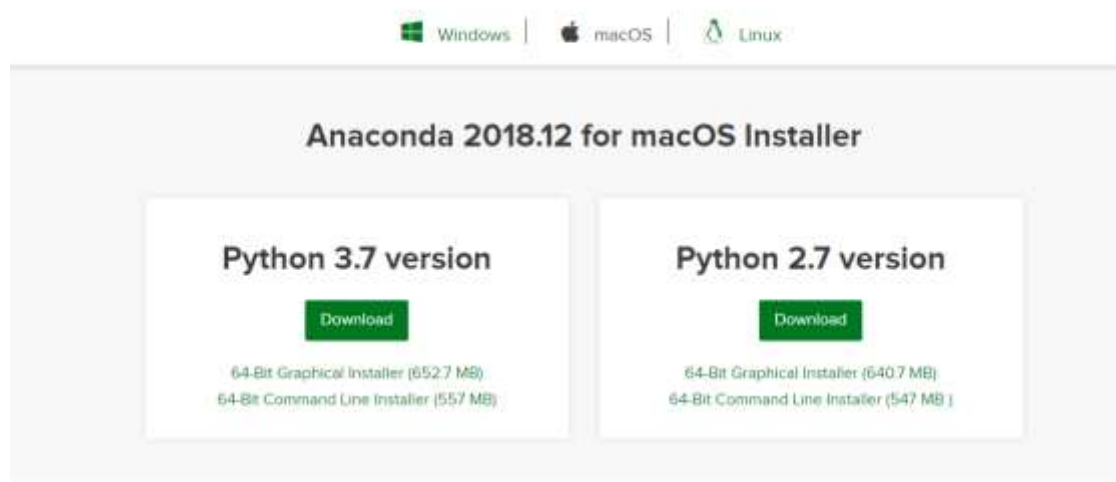 Windows | macOS | Linux
Anaconda 2018.12 for macOS Installer
Python 3.7 version
Download
64-Bit Graphical Installer (652.7 MB)
64-Bit Command Line Installer (557 MB)
Python 2.7 version
Download
64-Bit Graphical Installer (640.7 MB)
64-Bit Command Line Installer (547 MB )